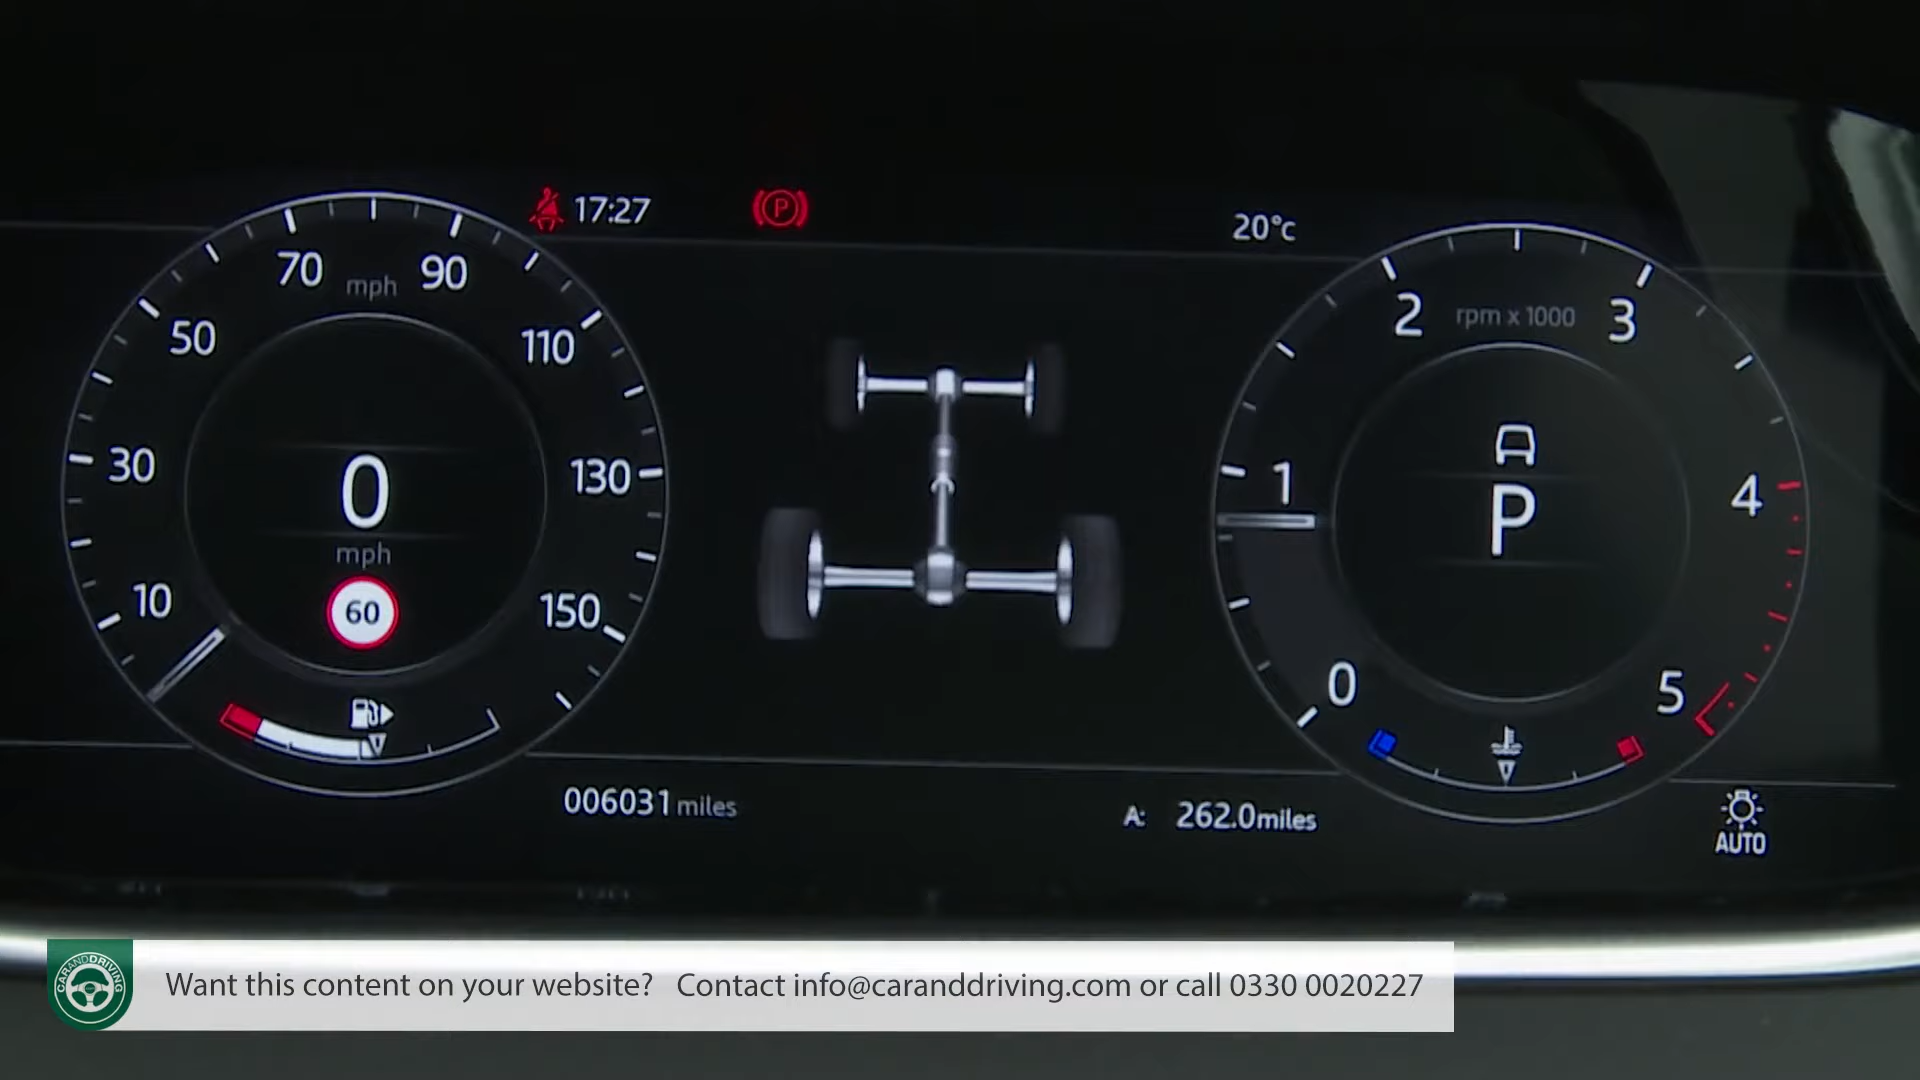 17:27
P
20°c
70 mph 90
50 110
30 130
10 150
0
mph
60
2 rpm x 1000 3
1 4
0 5
P
006031 miles
A: 262.0miles
AUTO
CARANDDRIVING
Want this content on your website? Contact info@caranddriving.com or call 0330 0020227